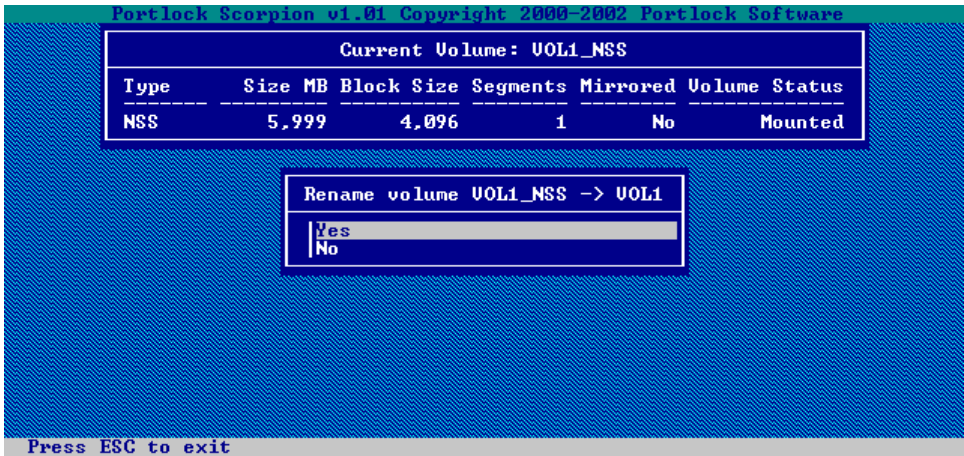 Portlock Scorpion v1.01 Copyright 2000-2002 Portlock Software
Current Volume: VOL1_NSS
Type Size MB Block Size Segments Mirrored Volume Status
NSS 5,999 4,096 1 No Mounted
Rename volume VOL1_NSS -> VOL1
Yes
No
Press ESC to exit